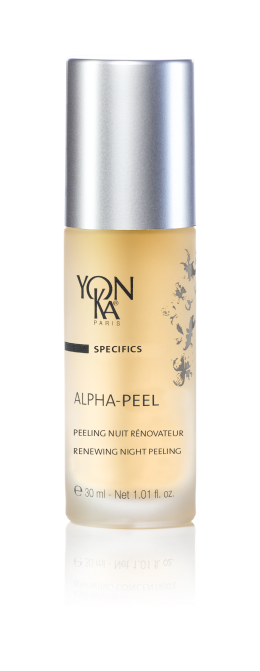 YON
KA®
PARIS
SPECIFICS
ALPHA-PEEL
PEELING NUIT RÉNOVATEUR
RENEWING NIGHT PEELING
℮ 30 ml - Net 1.01 fl. oz.